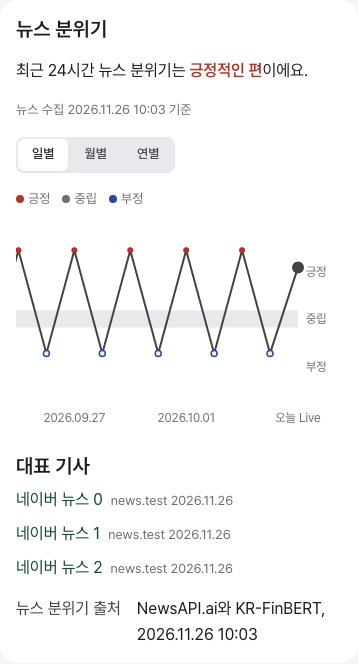 뉴스 분위기
최근 24시간 뉴스 분위기는 긍정적인 편이에요.
뉴스 수집 2026.11.26 10:03 기준
일별 월별 연별
긍정 중립 부정
긍정
중립
부정
2026.09.27 2026.10.01 오늘 Live
대표 기사
네이버 뉴스 0 news.test 2026.11.26
네이버 뉴스 1 news.test 2026.11.26
네이버 뉴스 2 news.test 2026.11.26
뉴스 분위기 출처 NewsAPI.ai와 KR-FinBERT,
2026.11.26 10:03